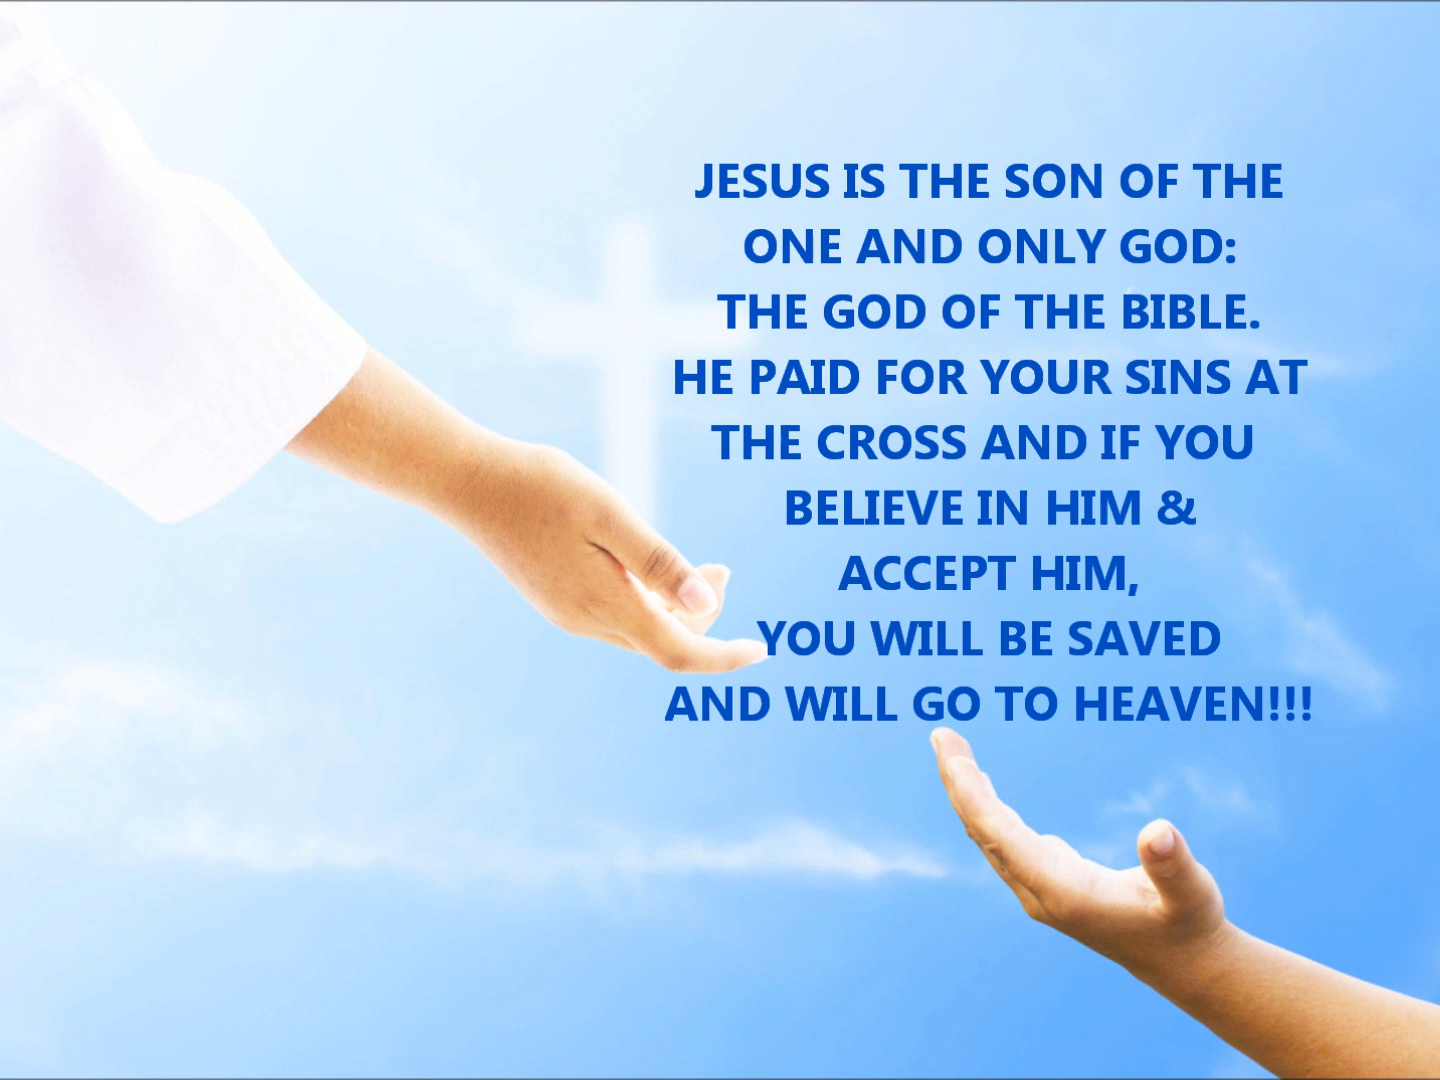 JESUS IS THE SON OF THE
ONE AND ONLY GOD:
THE GOD OF THE BIBLE.
HE PAID FOR YOUR SINS AT
THE CROSS AND IF YOU
BELIEVE IN HIM &
ACCEPT HIM,
YOU WILL BE SAVED
AND WILL GO TO HEAVEN!!!